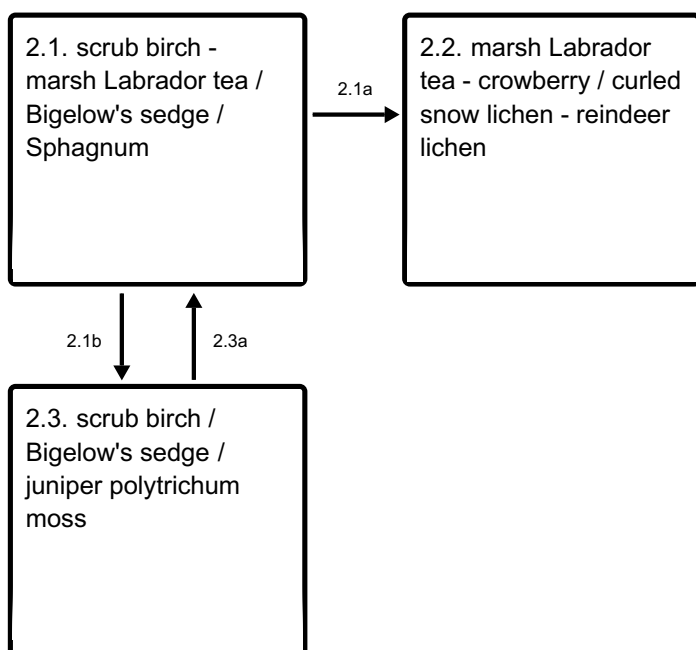 2.1. scrub birch -
marsh Labrador tea /
Bigelow's sedge /
Sphagnum
2.1a
2.2. marsh Labrador
tea - crowberry / curled
snow lichen - reindeer
lichen
2.1b
2.3a
2.3. scrub birch /
Bigelow's sedge /
juniper polytrichum
moss